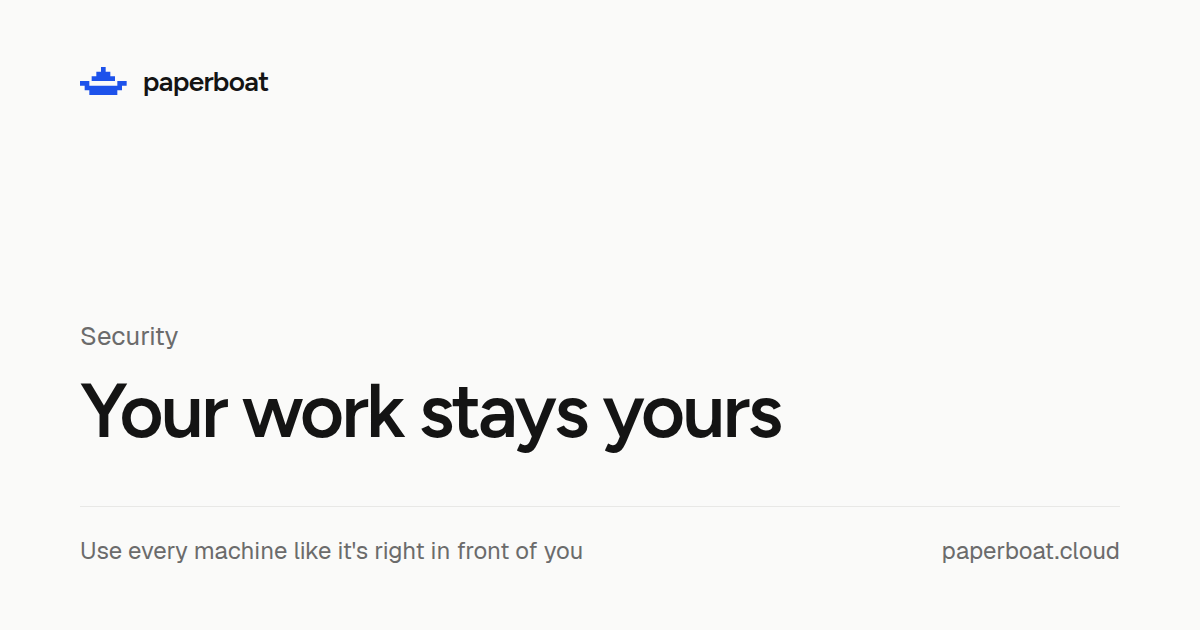 paperboat
Security
Your work stays yours
Use every machine like it's right in front of you
paperboat.cloud